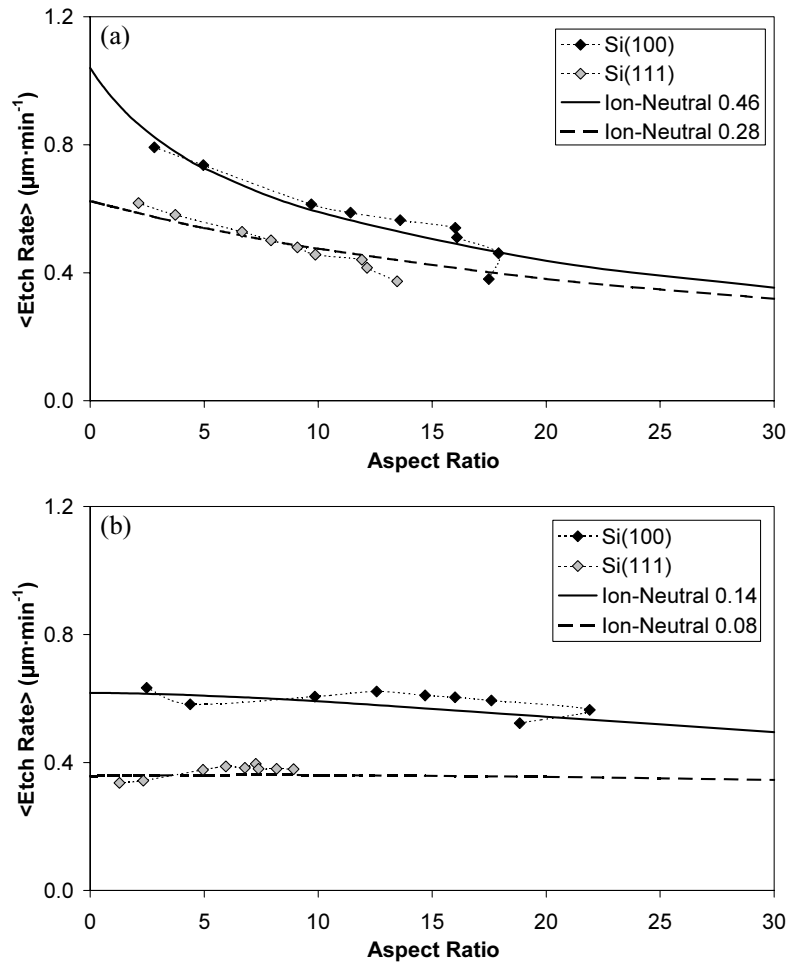 (a)
Si(100)
Si(111)
Ion-Neutral 0.46
Ion-Neutral 0.28
1.2
0.8
0.4
0.0
<Etch Rate> (µm·min⁻¹)
0 5 10 15 20 25 30
Aspect Ratio
(b)
Si(100)
Si(111)
Ion-Neutral 0.14
Ion-Neutral 0.08
1.2
0.8
0.4
0.0
<Etch Rate> (µm·min⁻¹)
0 5 10 15 20 25 30
Aspect Ratio